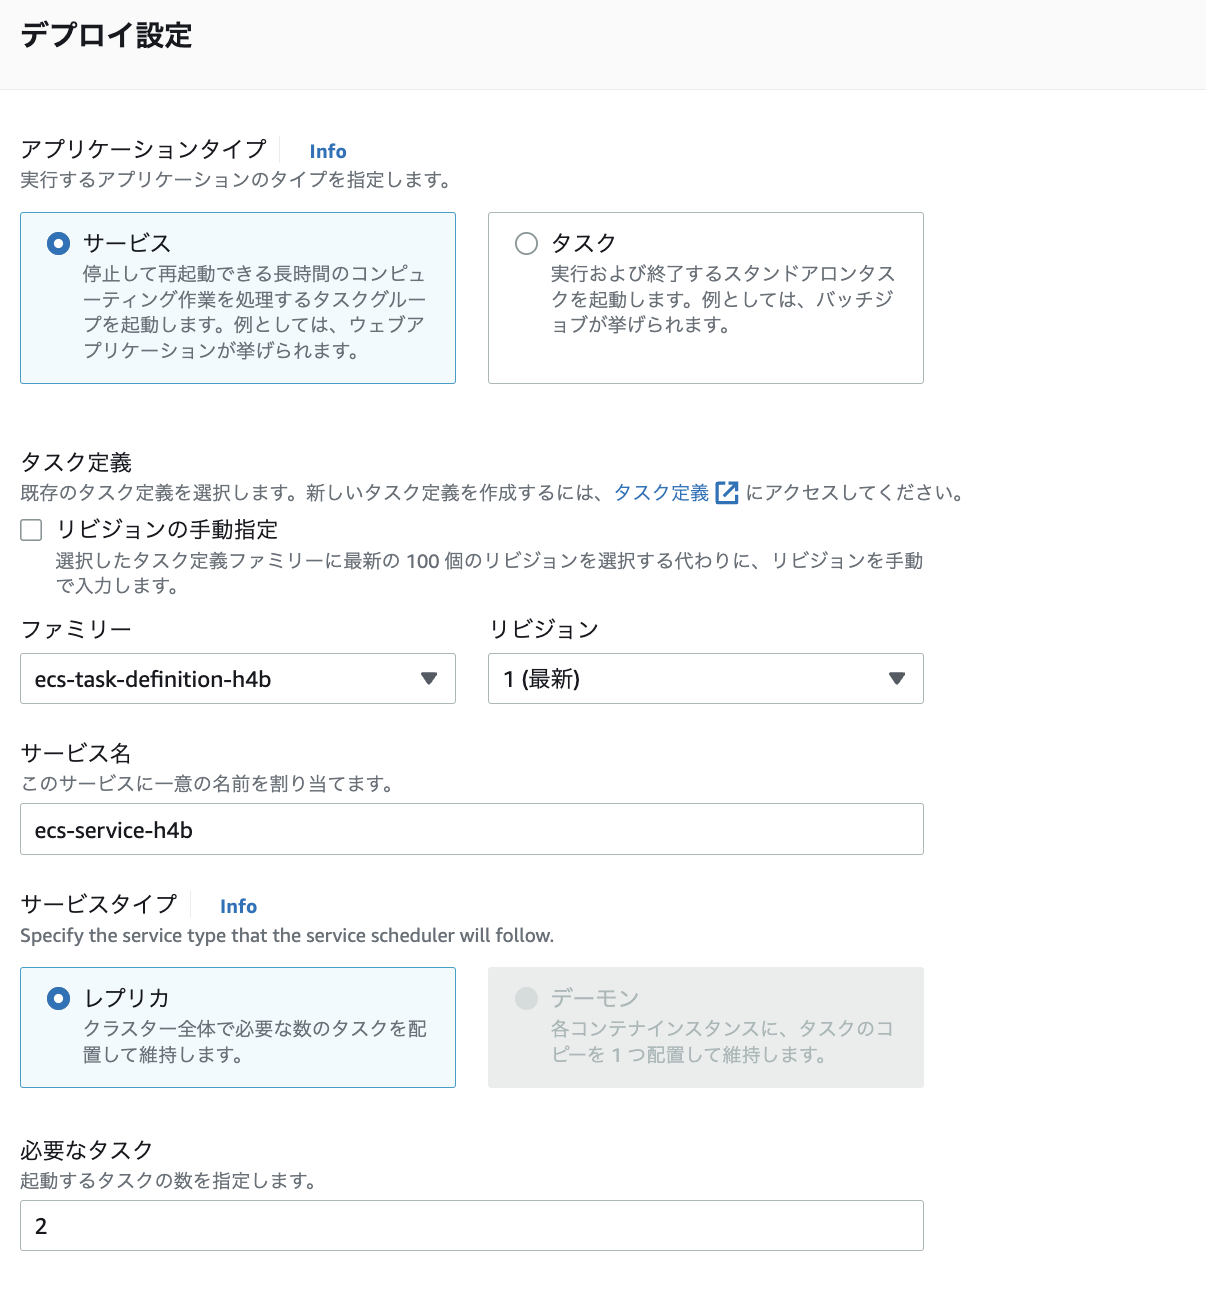 デプロイ設定
アプリケーションタイプ Info
実行するアプリケーションのタイプを指定します。
サービス
停止して再起動できる長時間のコンピュ
ーティング作業を処理するタスクグルー
プを起動します。例としては、ウェブア
プリケーションが挙げられます。
タスク
実行および終了するスタンドアロンタス
クを起動します。例としては、バッチジ
ョブが挙げられます。
タスク定義
既存のタスク定義を選択します。新しいタスク定義を作成するには、タスク定義 にアクセスしてください。
リビジョンの手動指定
選択したタスク定義ファミリーに最新の 100 個のリビジョンを選択する代わりに、リビジョンを手動
で入力します。
ファミリー
ecs-task-definition-h4b
リビジョン
1 (最新)
サービス名
このサービスに一意の名前を割り当てます。
ecs-service-h4b
サービスタイプ Info
Specify the service type that the service scheduler will follow.
レプリカ
クラスター全体で必要な数のタスクを配
置して維持します。
デーモン
各コンテナインスタンスに、タスクのコ
ピーを 1 つ配置して維持します。
必要なタスク
起動するタスクの数を指定します。
2